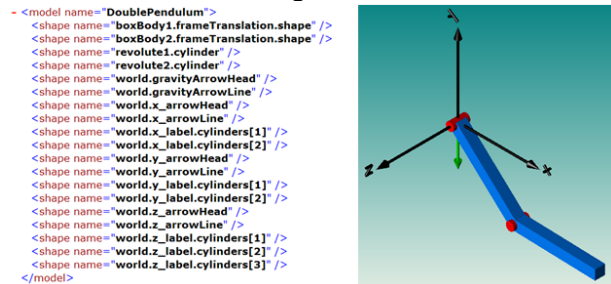 - <model name="DoublePendulum">
<shape name="boxBody1.frameTranslation.shape" />
<shape name="boxBody2.frameTranslation.shape" />
<shape name="revolute1.cylinder" />
<shape name="revolute2.cylinder" />
<shape name="world.gravityArrowHead" />
<shape name="world.gravityArrowLine" />
<shape name="world.x_arrowHead" />
<shape name="world.x_arrowLine" />
<shape name="world.x_label.cylinders[1]" />
<shape name="world.x_label.cylinders[2]" />
<shape name="world.y_arrowHead" />
<shape name="world.y_arrowLine" />
<shape name="world.y_label.cylinders[1]" />
<shape name="world.y_label.cylinders[2]" />
<shape name="world.z_arrowHead" />
<shape name="world.z_arrowLine" />
<shape name="world.z_label.cylinders[1]" />
<shape name="world.z_label.cylinders[2]" />
<shape name="world.z_label.cylinders[3]" />
</model>
Y
Z
X